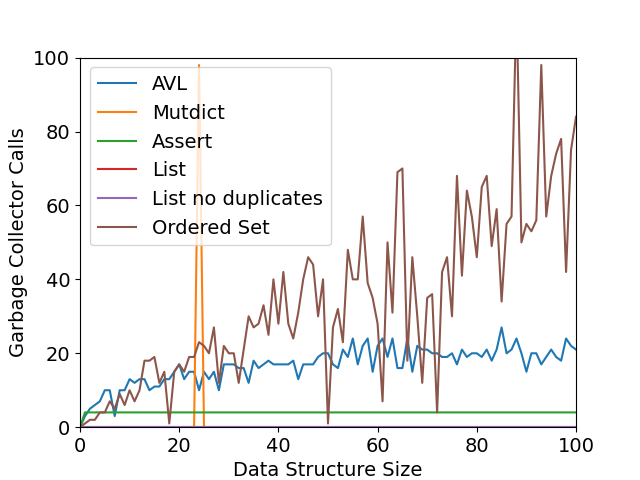 100
80
60
40
20
0
Garbage Collector Calls
AVL
Mutdict
Assert
List
List no duplicates
Ordered Set
0 20 40 60 80 100
Data Structure Size